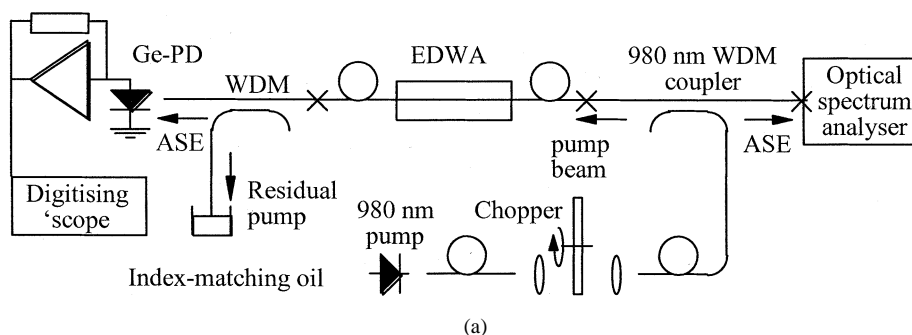 Ge-PD
WDM
EDWA
980 nm WDM
coupler
Optical
spectrum
analyser
ASE
pump
beam
ASE
Digitising
‘scope
Residual
pump
980 nm
pump
Chopper
Index-matching oil
(a)